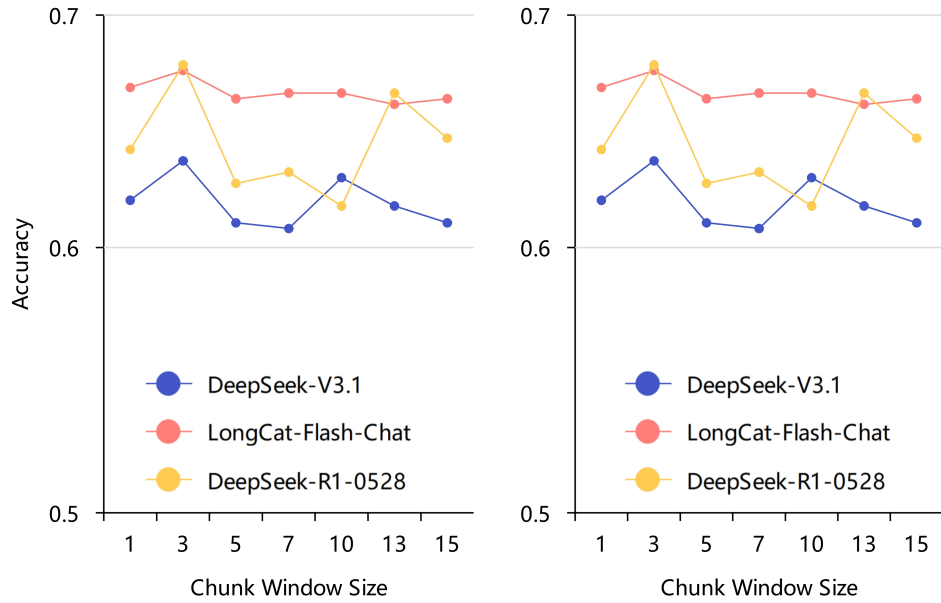 0.7
0.6
0.5
Accuracy
DeepSeek-V3.1
LongCat-Flash-Chat
DeepSeek-R1-0528
1 3 5 7 10 13 15
Chunk Window Size
0.7
0.6
0.5
DeepSeek-V3.1
LongCat-Flash-Chat
DeepSeek-R1-0528
1 3 5 7 10 13 15
Chunk Window Size